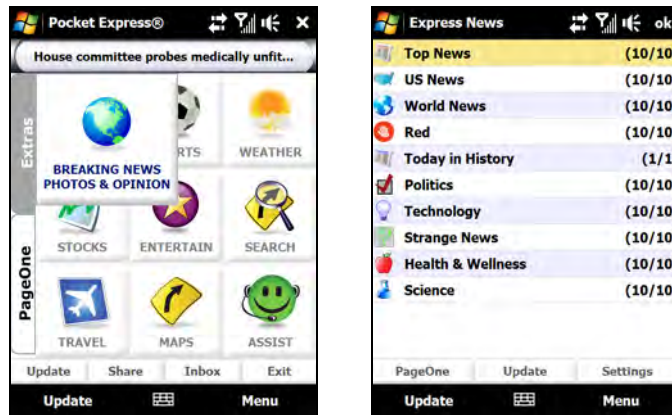 Pocket Express®
House committee probes medically unfit...
Extras
BREAKING NEWS
PHOTOS & OPINION
RTS
WEATHER
STOCKS
ENTERTAIN
SEARCH
PageOne
TRAVEL
MAPS
ASSIST
Update Share Inbox Exit
Update Menu
Express News ok
Top News (10/10
US News (10/10
World News (10/10
Red (10/10
Today in History (1/1
Politics (10/10
Technology (10/10
Strange News (10/10
Health & Wellness (10/10
Science (10/10
PageOne Update Settings
Update Menu